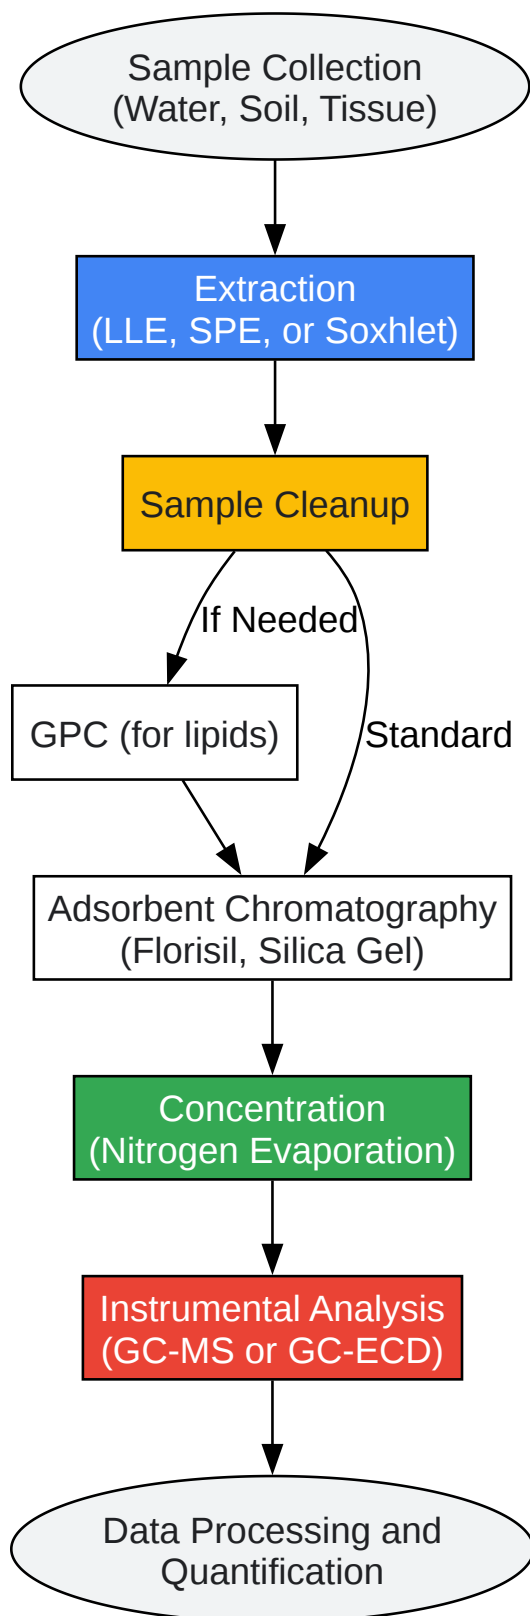 Sample Collection
(Water, Soil, Tissue)
Extraction
(LLE, SPE, or Soxhlet)
Sample Cleanup
If Needed
GPC (for lipids)
Standard
Adsorbent Chromatography
(Florisil, Silica Gel)
Concentration
(Nitrogen Evaporation)
Instrumental Analysis
(GC-MS or GC-ECD)
Data Processing and
Quantification